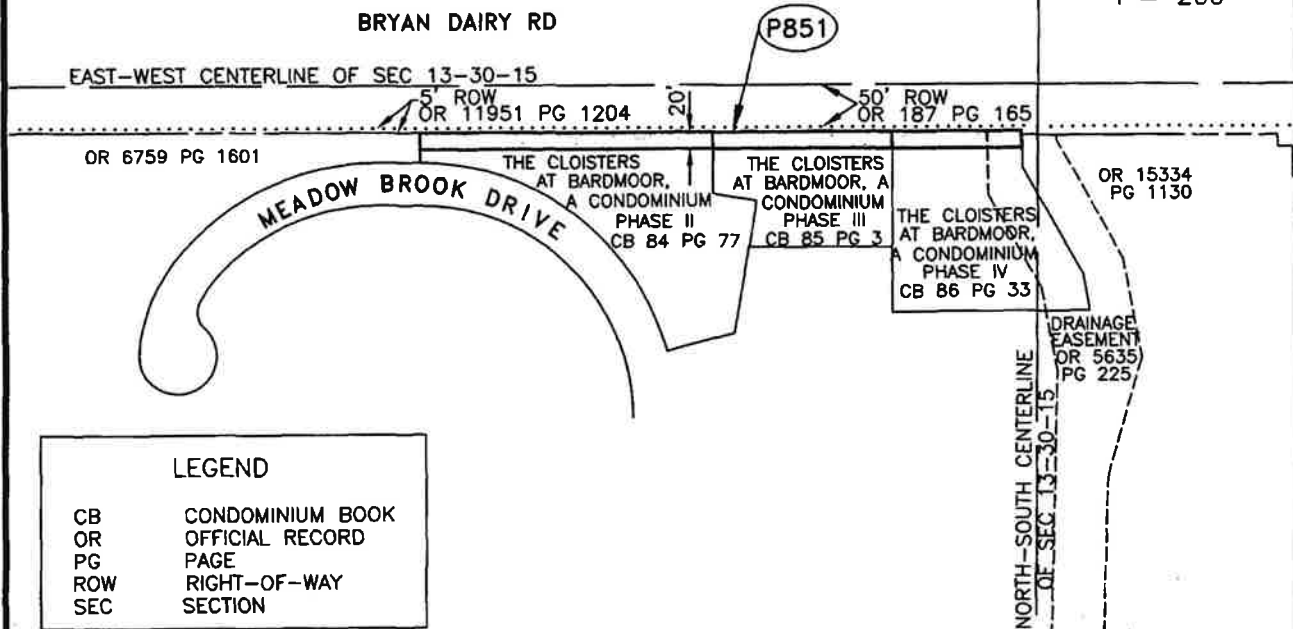 BRYAN DAIRY RD
P851
EAST-WEST CENTERLINE OF SEC 13-30-15
5' ROW
OR 11951 PG 1204
20'
50' ROW
OR 187 PG 165
OR 6759 PG 1601
MEADOW BROOK DRIVE
THE CLOISTERS
AT BARDMOOR,
A CONDOMINIUM
PHASE II
CB 84 PG 77
THE CLOISTERS
AT BARDMOOR, A
CONDOMINIUM
PHASE III
CB 85 PG 3
THE CLOISTERS
AT BARDMOOR,
A CONDOMINIUM
PHASE IV
CB 86 PG 33
OR 15334
PG 1130
DRAINAGE
EASEMENT
OR 5635
PG 225
NORTH-SOUTH CENTERLINE
OF SEC 13-30-15
LEGEND
CB CONDOMINIUM BOOK
OR OFFICIAL RECORD
PG PAGE
ROW RIGHT-OF-WAY
SEC SECTION